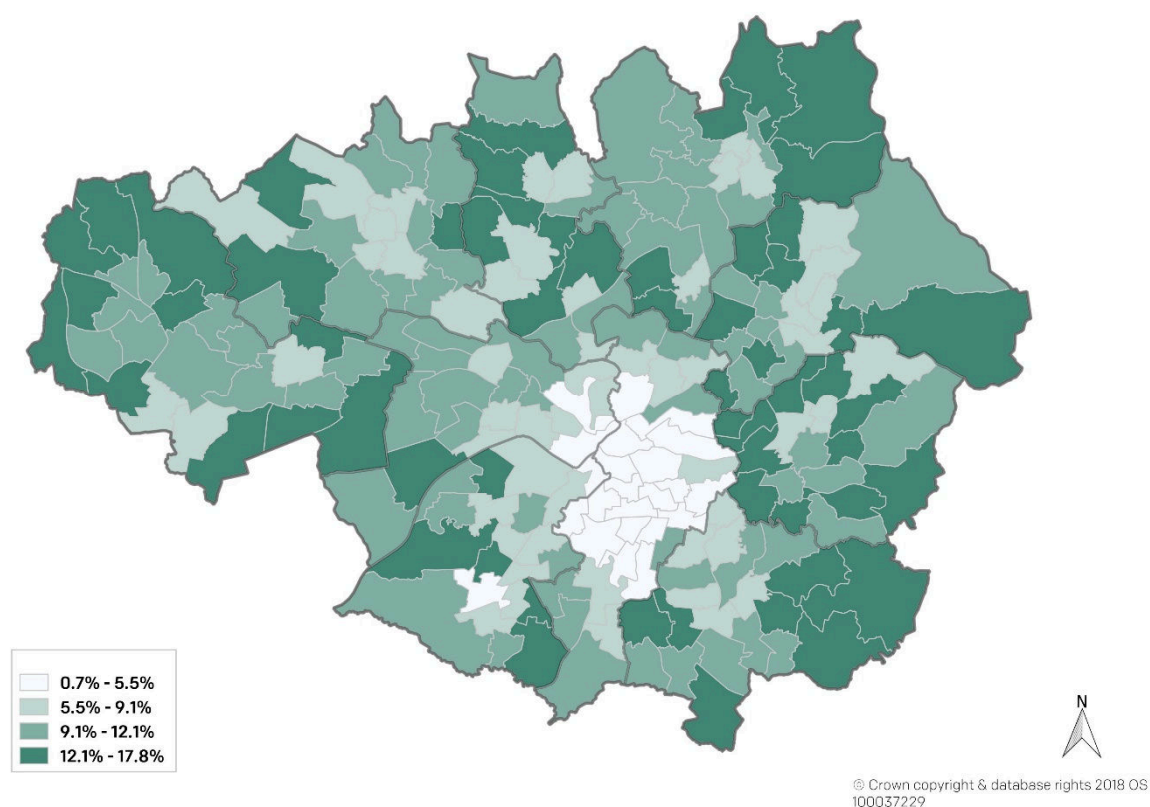 0.7% - 5.5%
5.5% - 9.1%
9.1% - 12.1%
12.1% - 17.8%
N
© Crown copyright & database rights 2018 OS
100037229